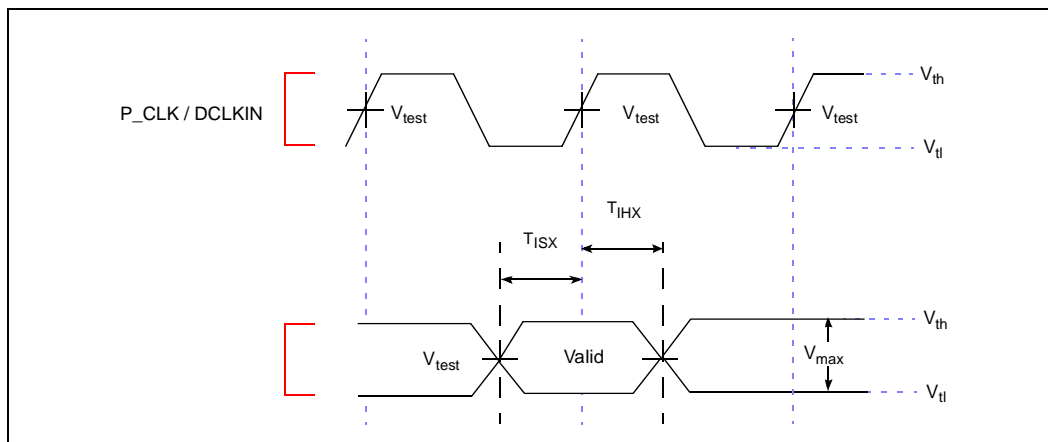 V_th
P_CLK / DCLKIN
V_test V_test V_test
V_tl
T_IHX
T_ISX
V_th
V_test Valid V_max
V_tl